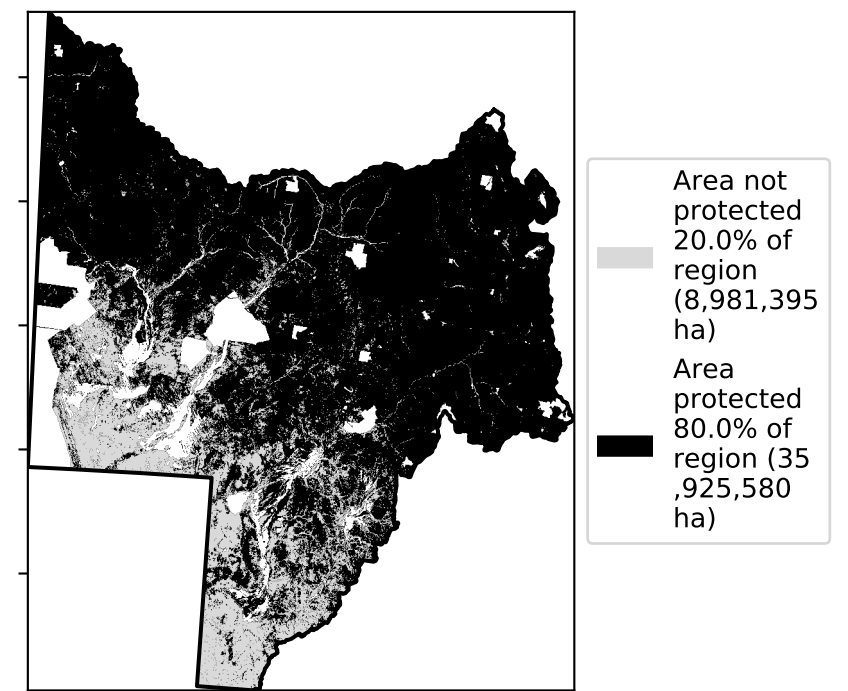 Area not
protected
20.0% of
region
(8,981,395
ha)
Area
protected
80.0% of
region (35
,925,580
ha)